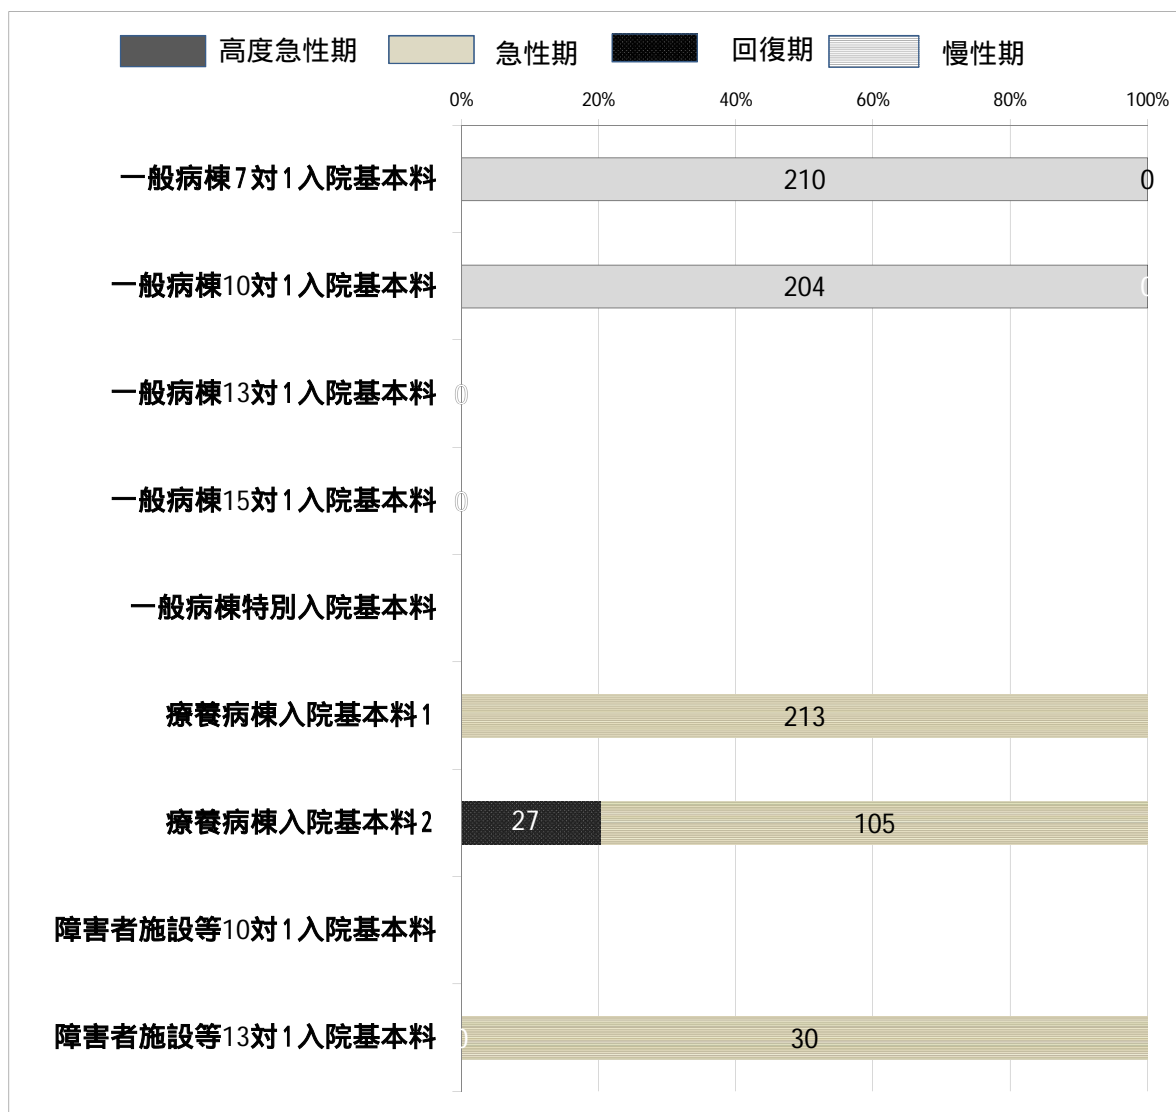 高度急性期 急性期 回復期 慢性期
0% 20% 40% 60% 80% 100%
一般病棟7対1入院基本料 210 0
一般病棟10対1入院基本料 204 0
一般病棟13対1入院基本料 0
一般病棟15対1入院基本料 0
一般病棟特別入院基本料
療養病棟入院基本料1 213
療養病棟入院基本料2 27 105
障害者施設等10対1入院基本料
障害者施設等13対1入院基本料 0 30